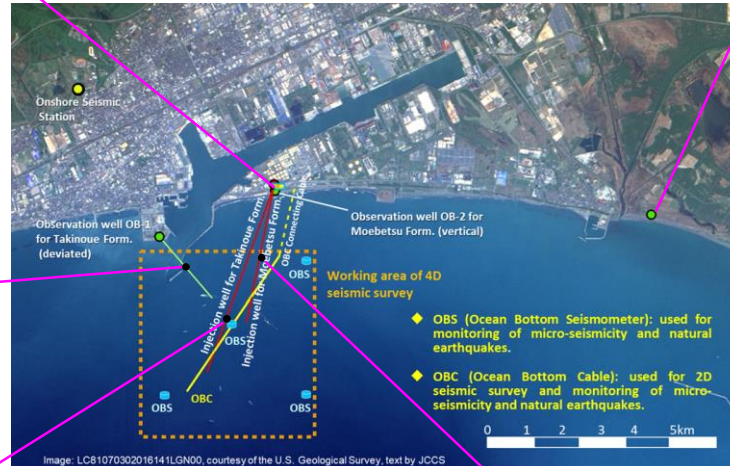 Onshore Seismic
Station
Observation well OB-1
for Takinoue Form.
(deviated)
Injection well for Takinoue Form.
Injection well for Moebetsu Form.
OBC Connecting Cable
Observation well OB-2 for
Moebetsu Form. (vertical)
OBS
Working area of 4D
seismic survey
OBS
OBC
OBS
OBS
◆ OBS (Ocean Bottom Seismometer): used for
monitoring of micro-seismicity and natural
earthquakes.
◆ OBC (Ocean Bottom Cable): used for 2D
seismic survey and monitoring of micro-
seismicity and natural earthquakes.
0 1 2 3 4 5km
Image: LC81070302016141LGN00, courtesy of the U.S. Geological Survey, text by JCCS